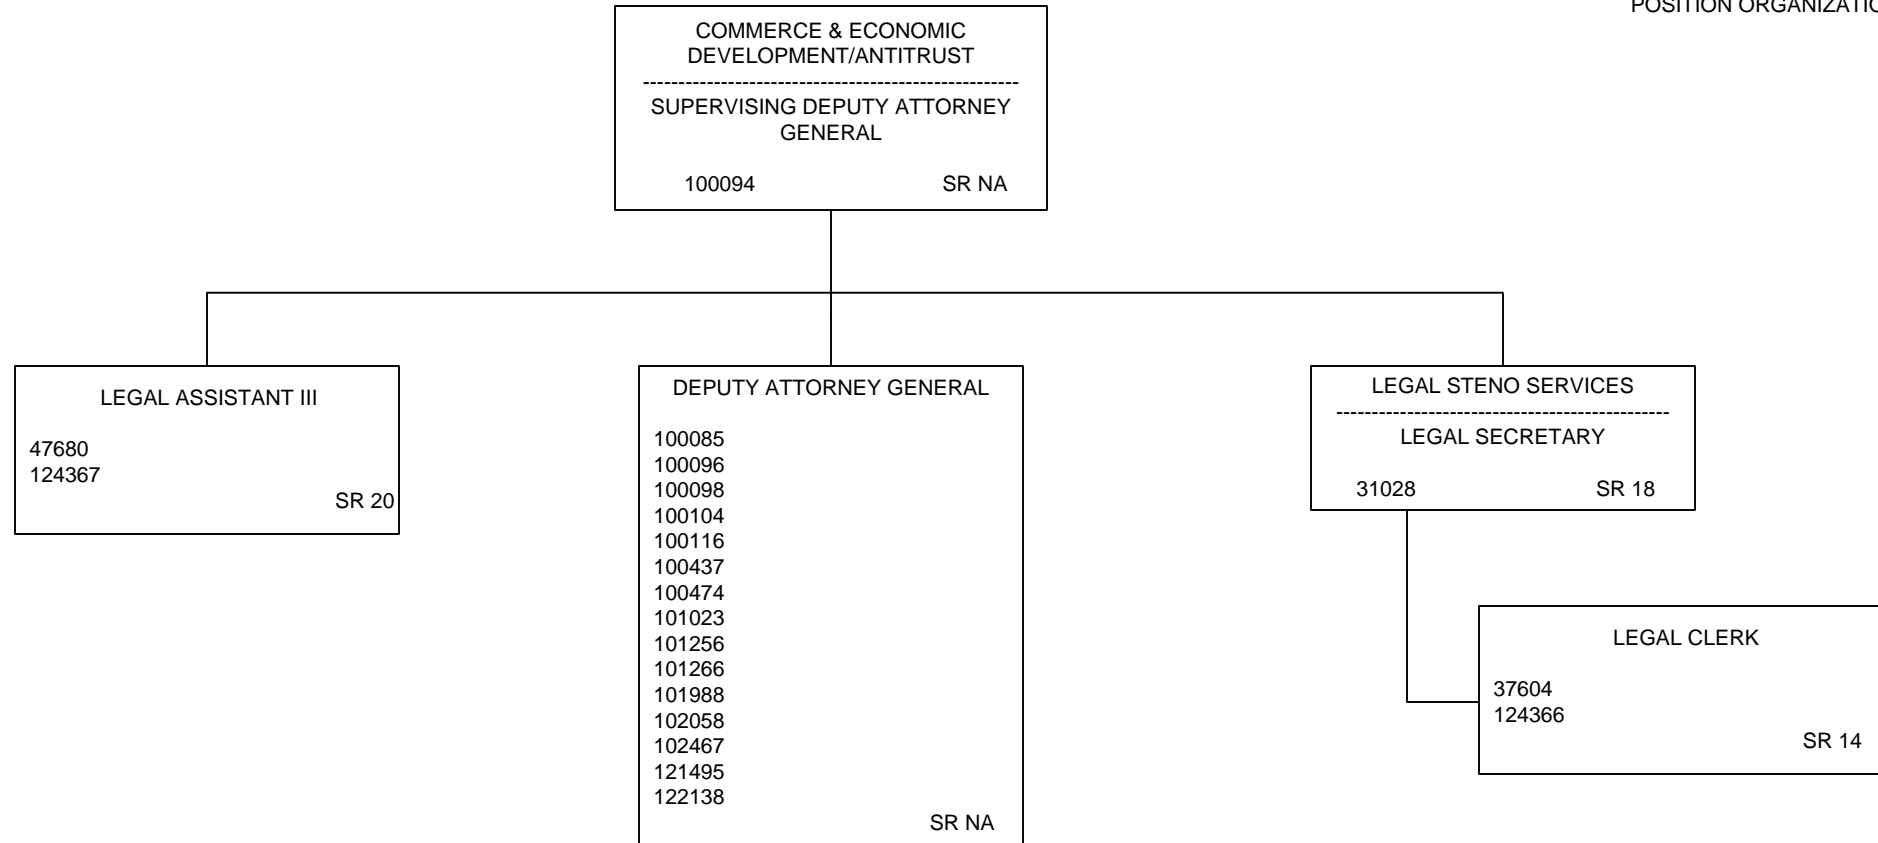 POSITION ORGANIZATIO
COMMERCE & ECONOMIC
DEVELOPMENT/ANTITRUST
-----------------------------------------------------
SUPERVISING DEPUTY ATTORNEY
GENERAL
100094 SR NA
LEGAL ASSISTANT III
47680
124367
SR 20
DEPUTY ATTORNEY GENERAL
100085
100096
100098
100104
100116
100437
100474
101023
101256
101266
101988
102058
102467
121495
122138
SR NA
LEGAL STENO SERVICES
-----------------------------------------------
LEGAL SECRETARY
31028 SR 18
LEGAL CLERK
37604
124366
SR 14